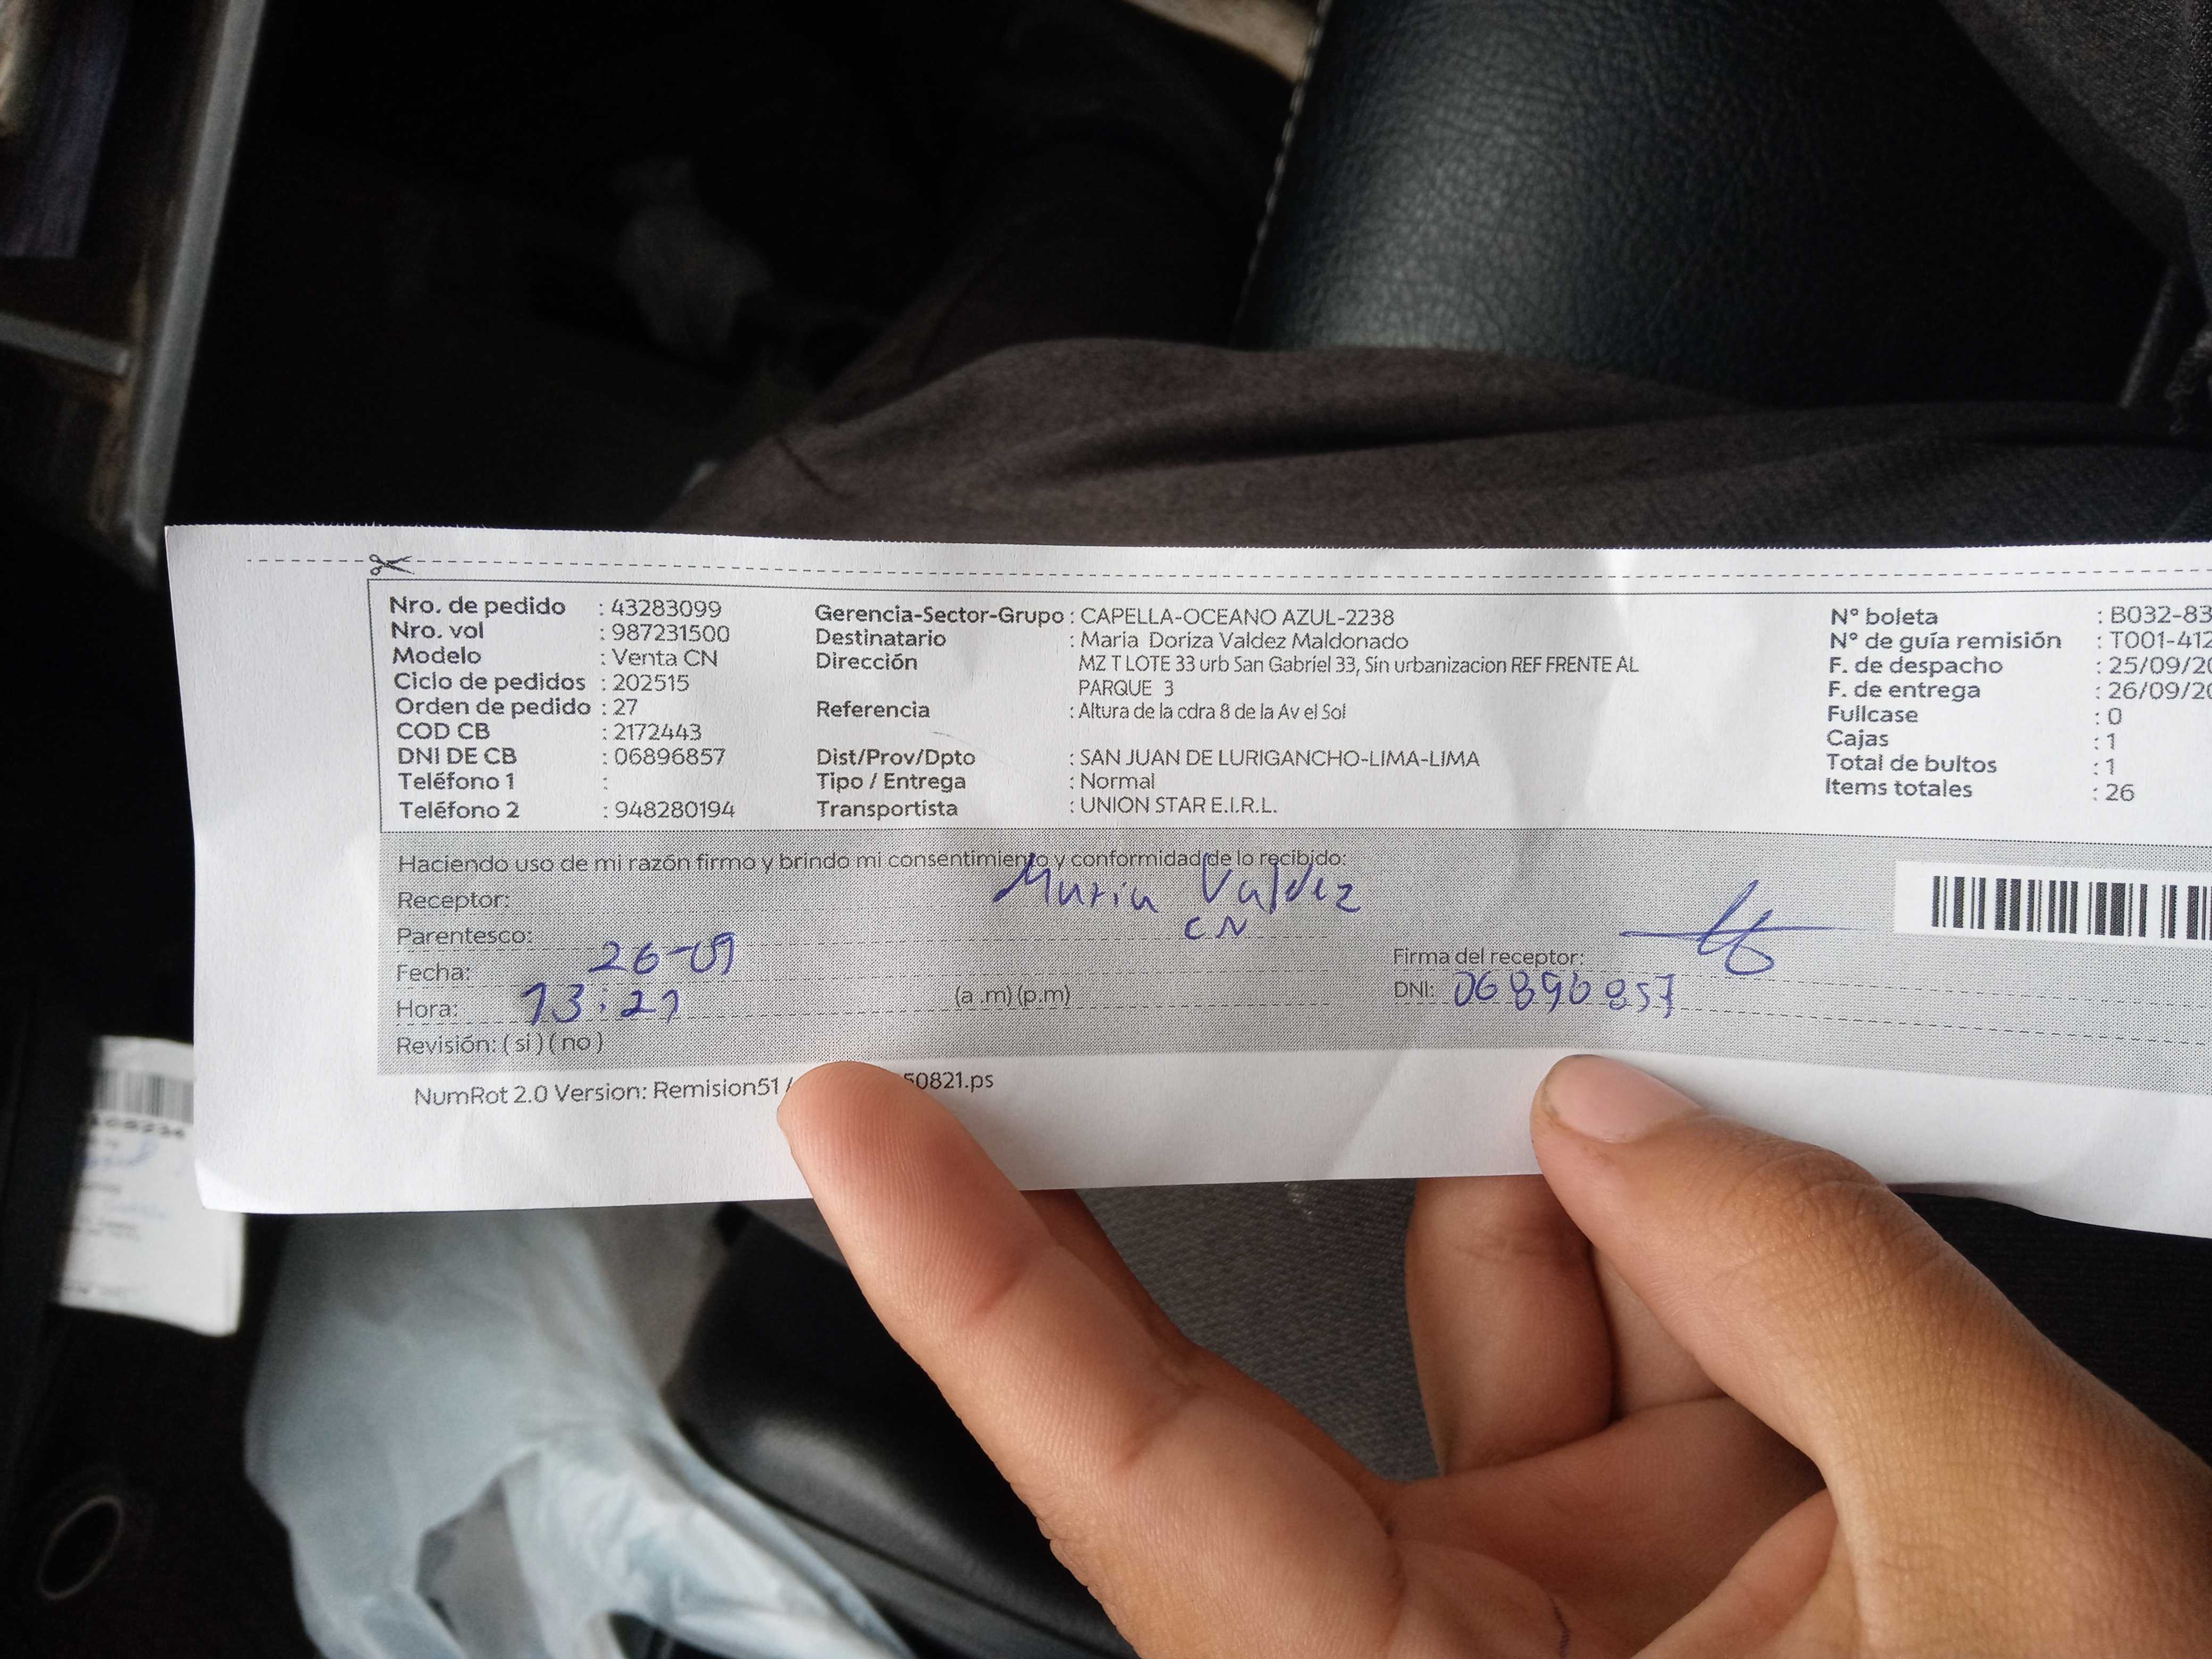 Nro. de pedido : 43283099
Nro. vol : 987231500
Modelo : Venta CN
Ciclo de pedidos : 202515
Orden de pedido : 27
COD CB : 2172443
DNI DE CB : 06896857
Teléfono 1 :
Teléfono 2 : 948280194
Gerencia-Sector-Grupo : CAPELLA-OCEANO AZUL-2238
Destinatario : Maria Doriza Valdez Maldonado
Dirección MZ T LOTE 33 urb San Gabriel 33, Sin urbanizacion REF FRENTE AL
PARQUE 3
Referencia : Altura de la cdra 8 de la Av el Sol
Dist/Prov/Dpto : SAN JUAN DE LURIGANCHO-LIMA-LIMA
Tipo / Entrega : Normal
Transportista : UNION STAR E.I.R.L.
N° boleta : B032-83
N° de guía remisión : T001-412
F. de despacho : 25/09/20
F. de entrega : 26/09/20
Fullcase : 0
Cajas : 1
Total de bultos : 1
Items totales : 26
Haciendo uso de mi razón firmo y brindo mi consentimiento y conformidad de lo recibido:
Receptor: Maria Valdez
Parentesco: CN
Fecha: 26-09
Hora: 13:21 (a .m) (p.m)
Revisión: ( si ) ( no )
Firma del receptor:
DNI: 06896857
NumRot 2.0 Version: Remision51 / 50821.ps